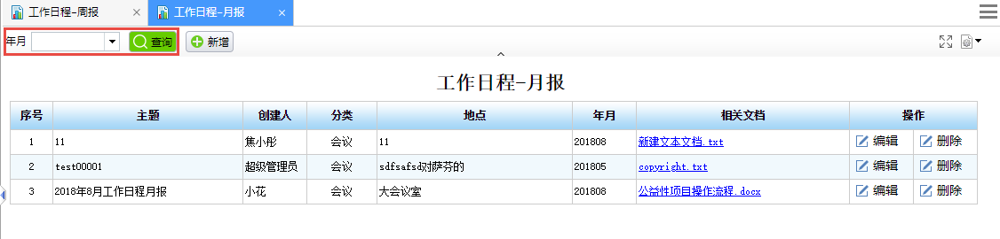 工作日程-周报 工作日程-月报
年月 查询 新增
工作日程-月报
序号 主题 创建人 分类 地点 年月 相关文档 操作
1 11 焦小彤 会议 11 201808 新建文本文档.txt 编辑 删除
2 test00001 超级管理员 会议 sdfsafsd对萨芬的 201805 copyright.txt 编辑 删除
3 2018年8月工作日程月报 小花 会议 大会议室 201808 公益性项目操作流程.docx 编辑 删除